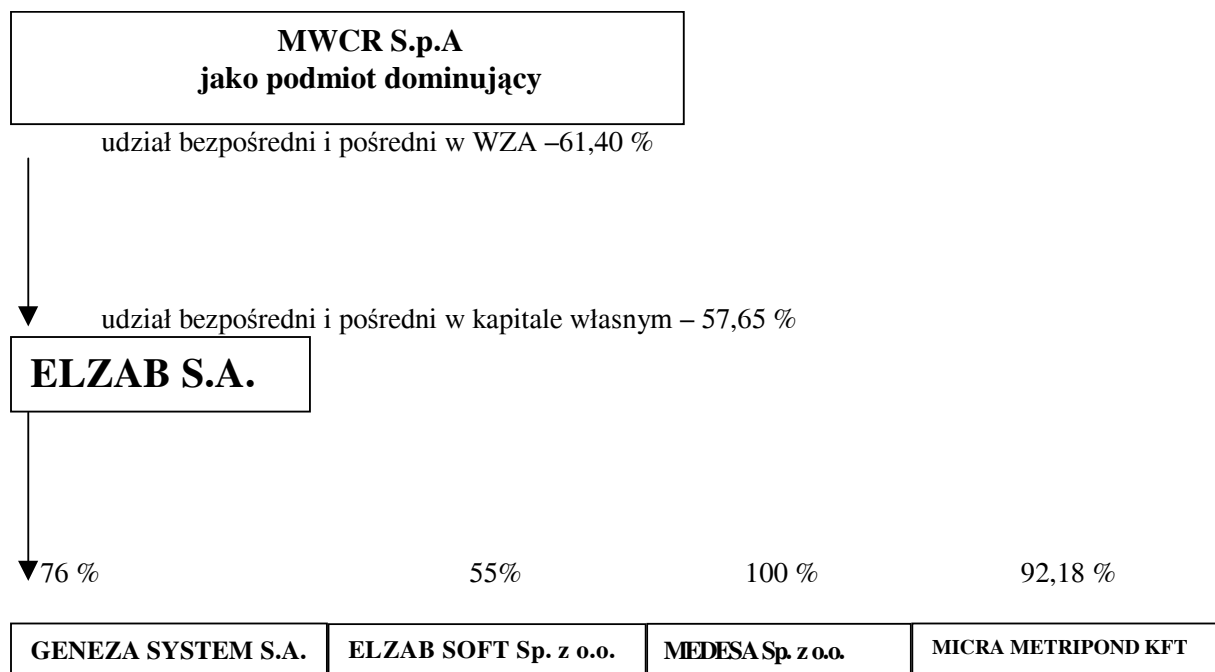 MWCR S.p.A
jako podmiot dominujący
udział bezpośredni i pośredni w WZA –61,40 %
udział bezpośredni i pośredni w kapitale własnym – 57,65 %
ELZAB S.A.
76 % 55% 100 % 92,18 %
GENEZA SYSTEM S.A. ELZAB SOFT Sp. z o.o. MEDESA Sp. z o.o. MICRA METRIPOND KFT